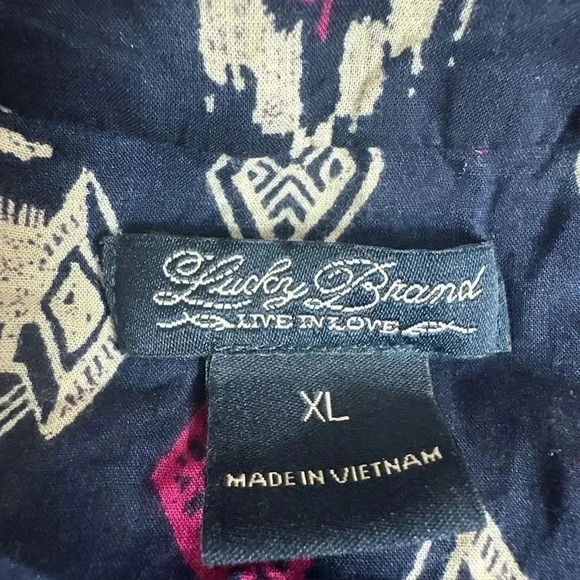 Lucky Brand
LIVE IN LOVE
XL
MADE IN VIETNAM